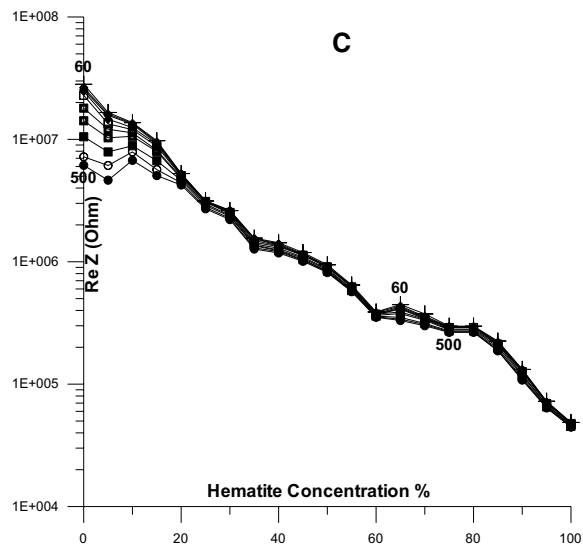 1E+008
C
60
1E+007
500
Re Z (Ohm)
1E+006
60
500
1E+005
Hematite Concentration %
1E+004
0 20 40 60 80 100